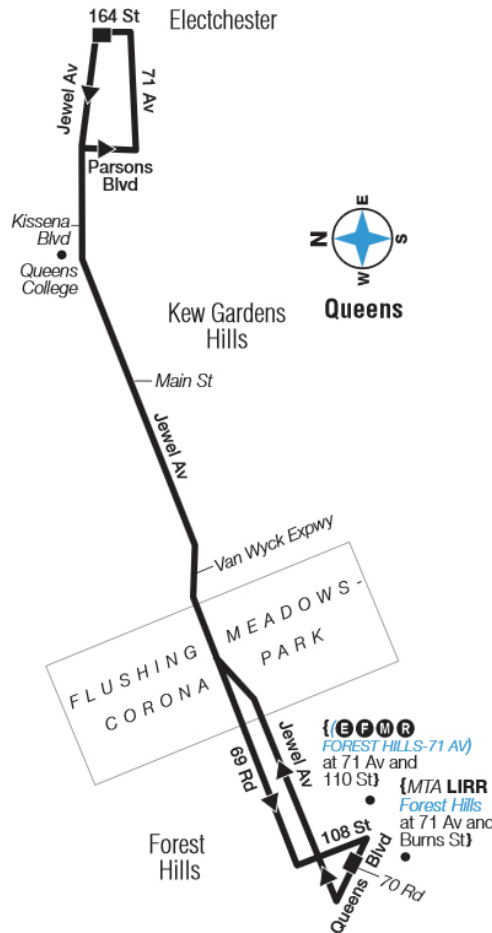 164 St
Electchester
Jewel Av
71 Av
Parsons
Blvd
Kissena
Blvd
Queens
College
E
N
S
W
Queens
Kew Gardens
Hills
Main St
Jewel Av
Van Wyck Expwy
FLUSHING MEADOWS-
CORONA PARK
{(E F M R
FOREST HILLS-71 AV)
at 71 Av and
110 St}
69 Rd
Jewel Av
{MTA LIRR
Forest Hills
at 71 Av and
Burns St}
108 St
Forest
Hills
Queens Blvd
70 Rd